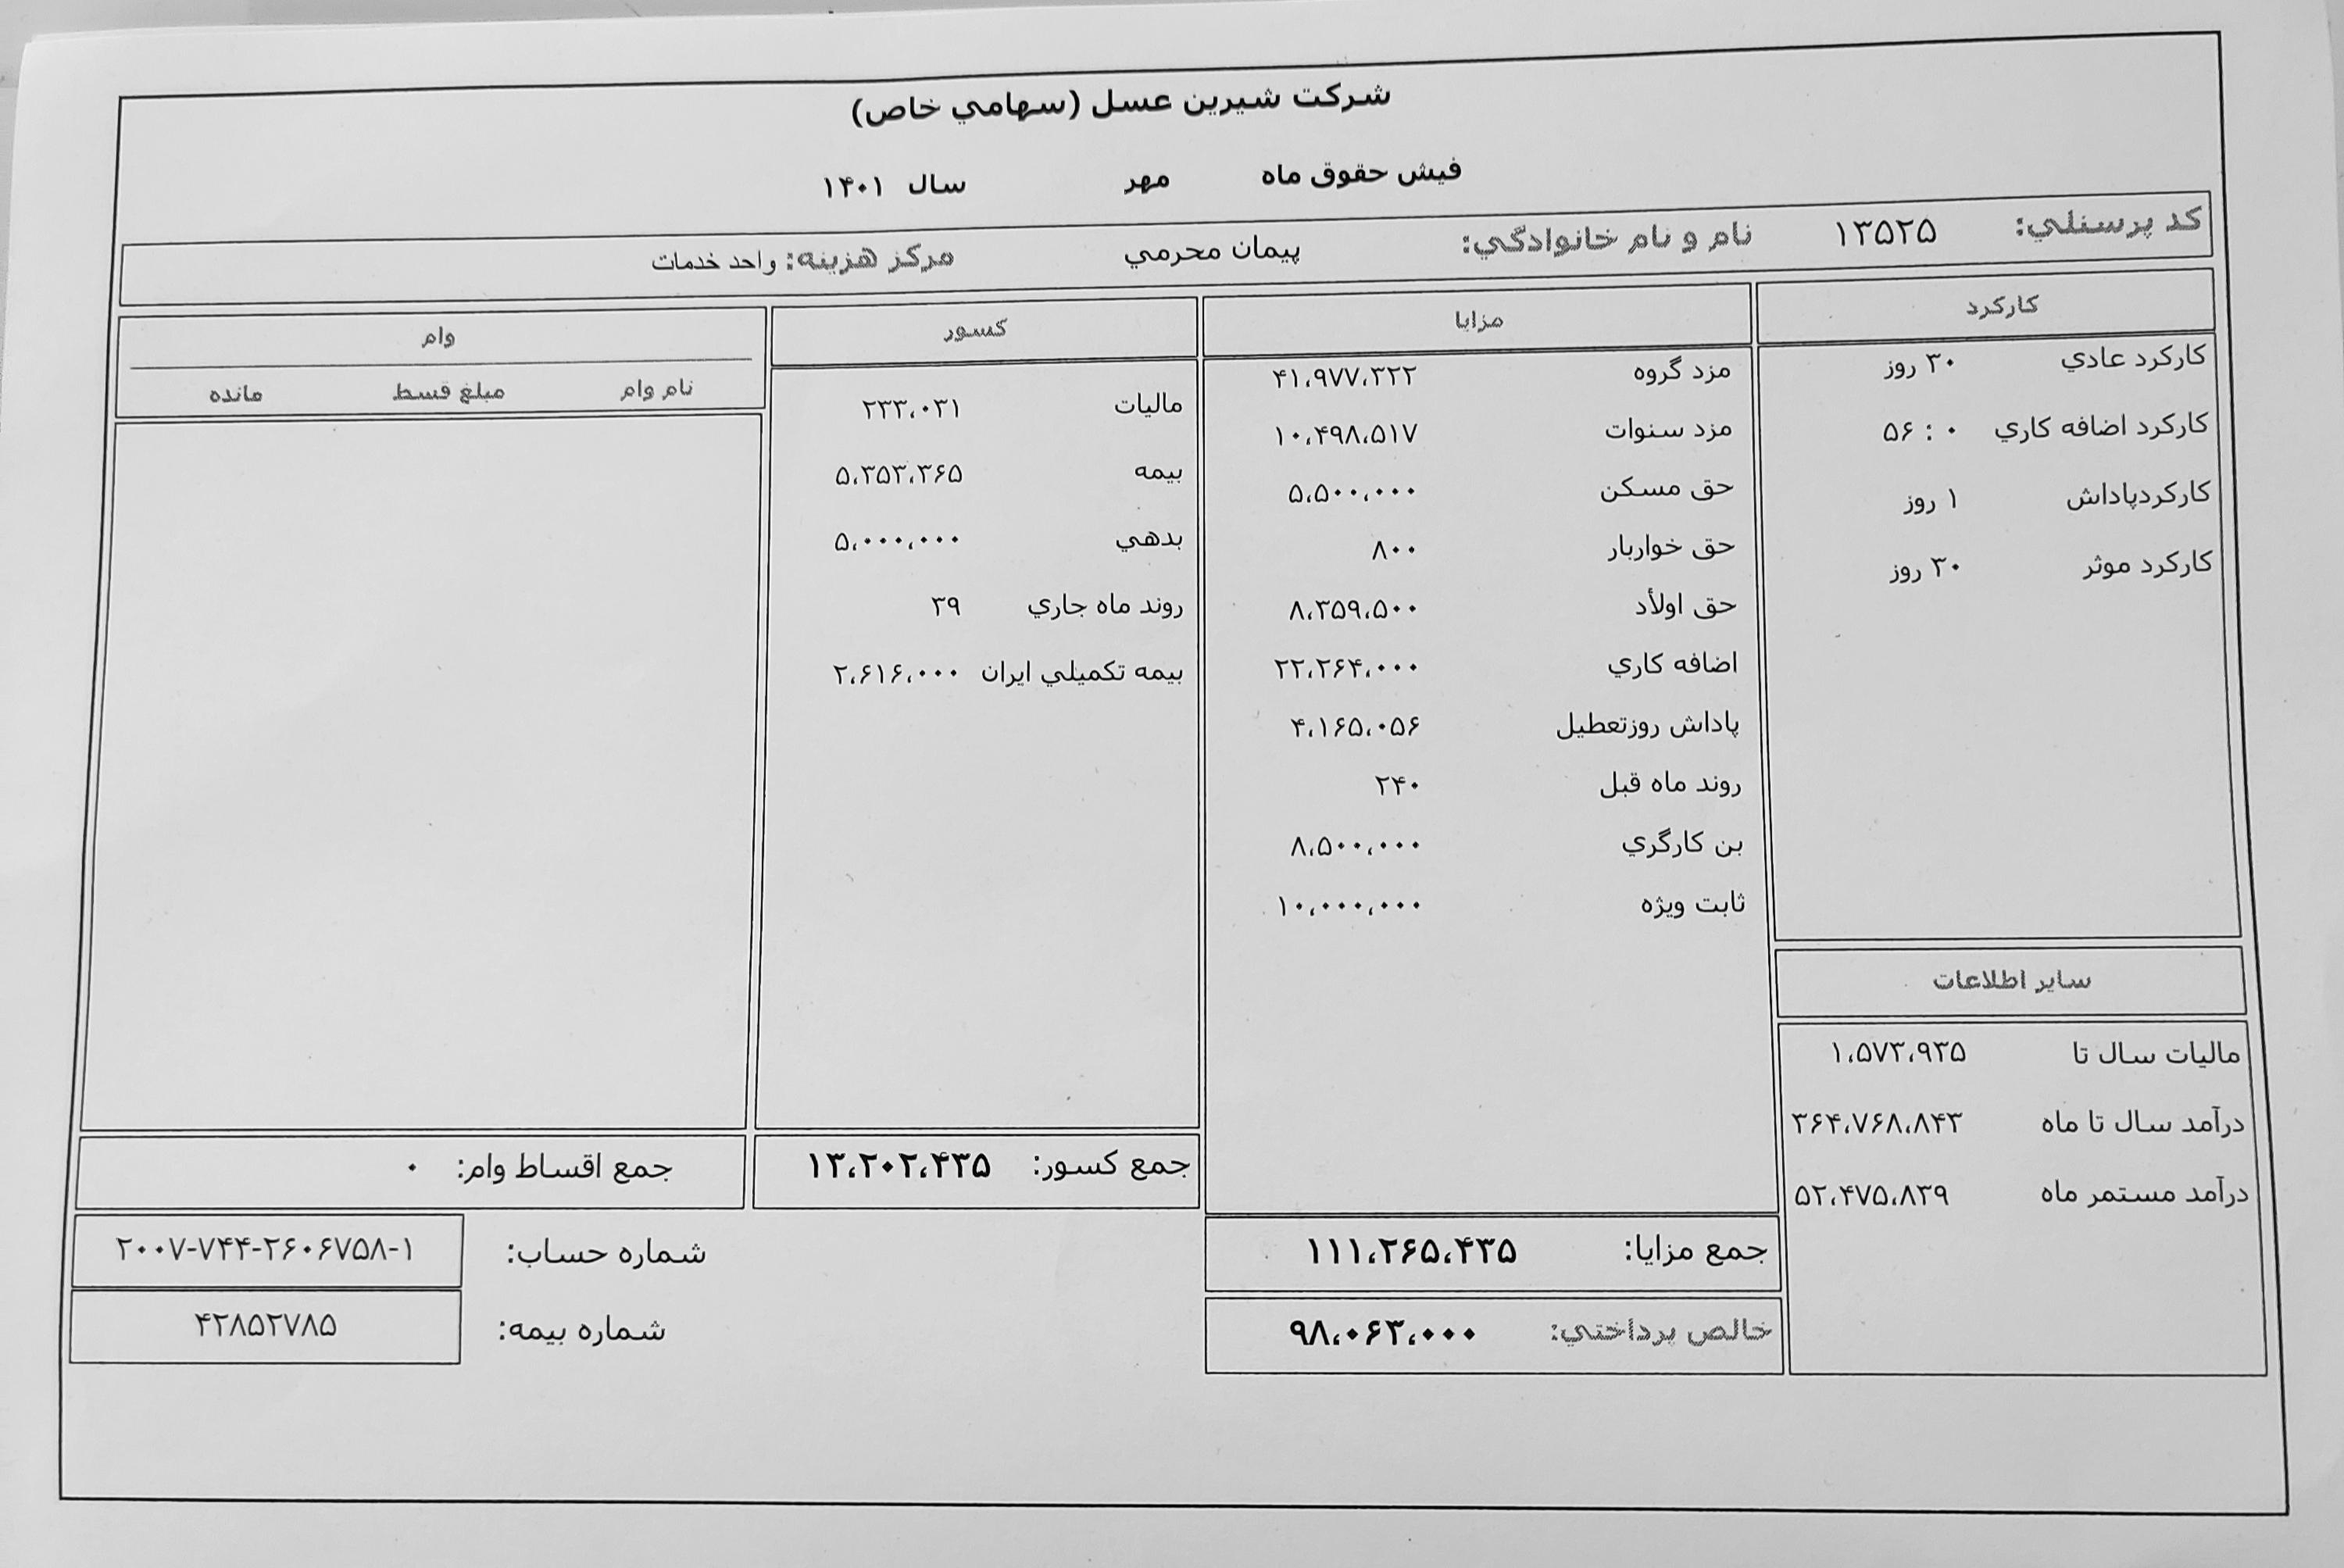 شرکت شیرین عسل (سهامي خاص)
فیش حقوق ماه مهر سال ۱۴۰۱
کد پرسنلي: ۱۳۵۲۵ نام و نام خانوادگي: پیمان محرمي مرکز هزینه: واحد خدمات
کارکرد
کارکرد عادي ۳۰ روز
کارکرد اضافه کاري ۰ : ۵۶
کارکردپاداش ۱ روز
کارکرد موثر ۳۰ روز
سایر اطلاعات
مالیات سال تا ۱،۵۷۳،۹۳۵
درآمد سال تا ماه ۳۶۴،۷۶۸،۸۴۳
درآمد مستمر ماه ۵۲،۴۷۵،۸۳۹
مزایا
مزد گروه ۴۱،۹۷۷،۳۲۲
مزد سنوات ۱۰،۴۹۸،۵۱۷
حق مسکن ۵،۵۰۰،۰۰۰
حق خواربار ۸۰۰
حق اولأد ۸،۳۵۹،۵۰۰
اضافه کاري ۲۲،۲۶۴،۰۰۰
پاداش روزتعطیل ۴،۱۶۵،۰۵۶
روند ماه قبل ۲۴۰
بن کارگري ۸،۵۰۰،۰۰۰
ثابت ویژه ۱۰،۰۰۰،۰۰۰
جمع مزایا: ۱۱۱،۲۶۵،۴۳۵
خالص پرداختي: ۹۸،۰۶۳،۰۰۰
کسور
مالیات ۲۳۳،۰۳۱
بیمه ۵،۳۵۳،۳۶۵
بدهي ۵،۰۰۰،۰۰۰
روند ماه جاري ۳۹
بیمه تکمیلي ایران ۲،۶۱۶،۰۰۰
جمع کسور: ۱۳،۲۰۲،۴۳۵
وام
نام وام مبلغ قسط مانده
جمع اقساط وام: ۰
شماره حساب: ۲۰۰۷-۷۴۴-۲۶۰۶۷۵۸-۱
شماره بیمه: ۴۲۸۵۲۷۸۵